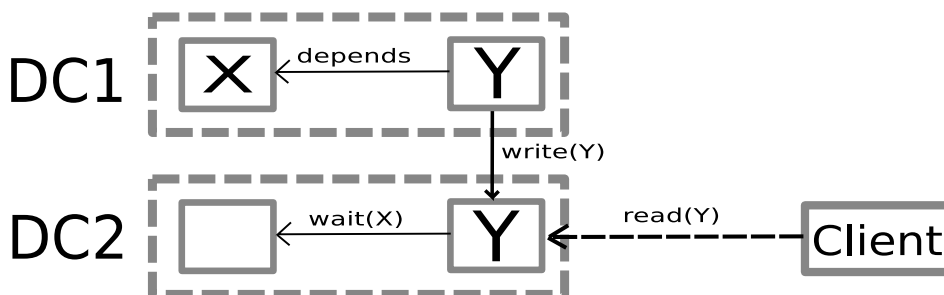 DC1
X
depends
Y
write(Y)
DC2
wait(X)
Y
read(Y)
Client